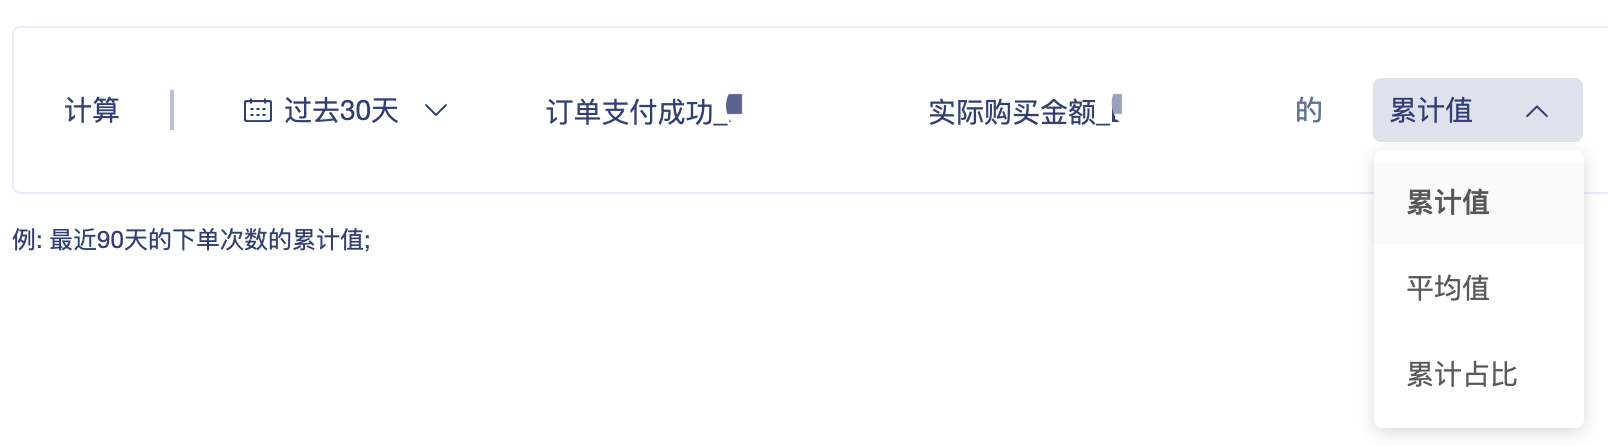 计算 过去30天 订单支付成功_ 实际购买金额_ 的 累计值
累计值
例: 最近90天的下单次数的累计值;
平均值
累计占比